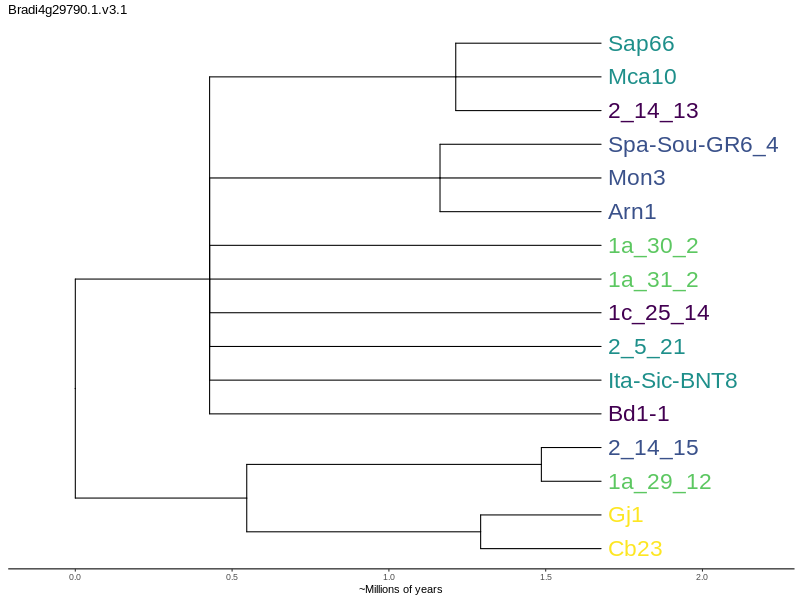 Bradi4g29790.1.v3.1
Sap66
Mca10
2_14_13
Spa-Sou-GR6_4
Mon3
Arn1
1a_30_2
1a_31_2
1c_25_14
2_5_21
Ita-Sic-BNT8
Bd1-1
2_14_15
1a_29_12
Gj1
Cb23
0.0 0.5 1.0 1.5 2.0
~Millions of years